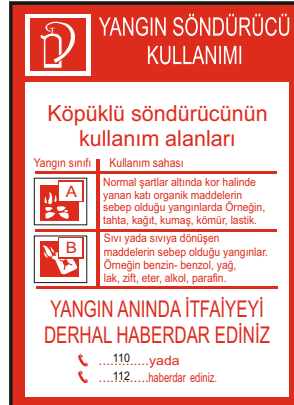 YANGIN SÖNDÜRÜCÜ
KULLANIMI
Köpüklü söndürücünün
kullanım alanları
Yangın sınıfı Kullanım sahası
A
Normal şartlar altında kor halinde
yanan katı organik maddelerin
sebep olduğu yangınlarda Örneğin,
tahta, kağıt, kumaş, kömür, lastik.
B
Sıvı yada sıvıya dönüşen
maddelerin sebep olduğu yangınlar.
Örneğin benzin- benzol, yağ,
lak, zift, eter, alkol, parafin.
YANGIN ANINDA İTFAİYEYİ
DERHAL HABERDAR EDİNİZ
....110.....yada
....112.....haberdar ediniz.